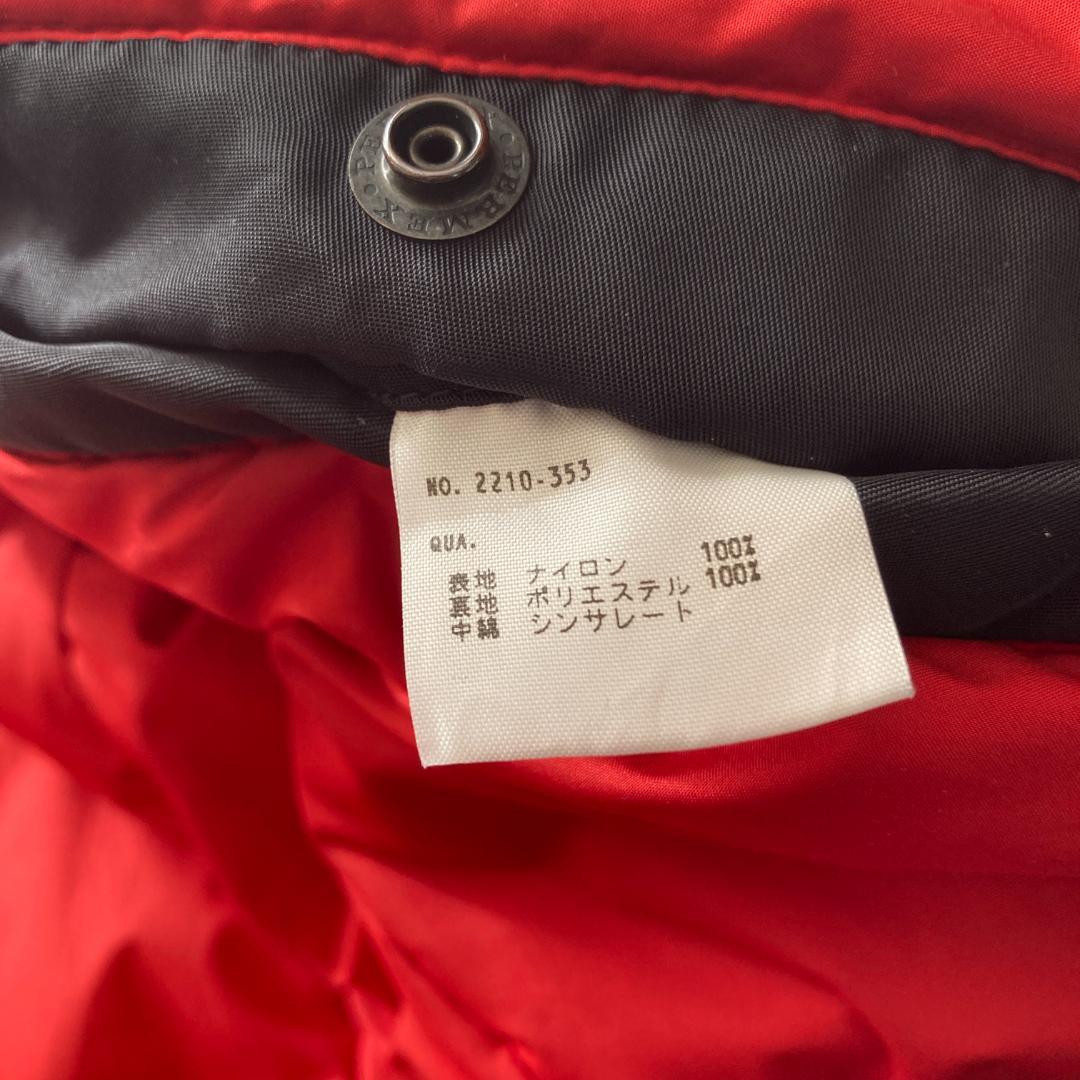 PEEMEX
NO. 2210-353
QUA.
表地 ナイロン 100%
裏地 ポリエステル 100%
中綿 シンサレート